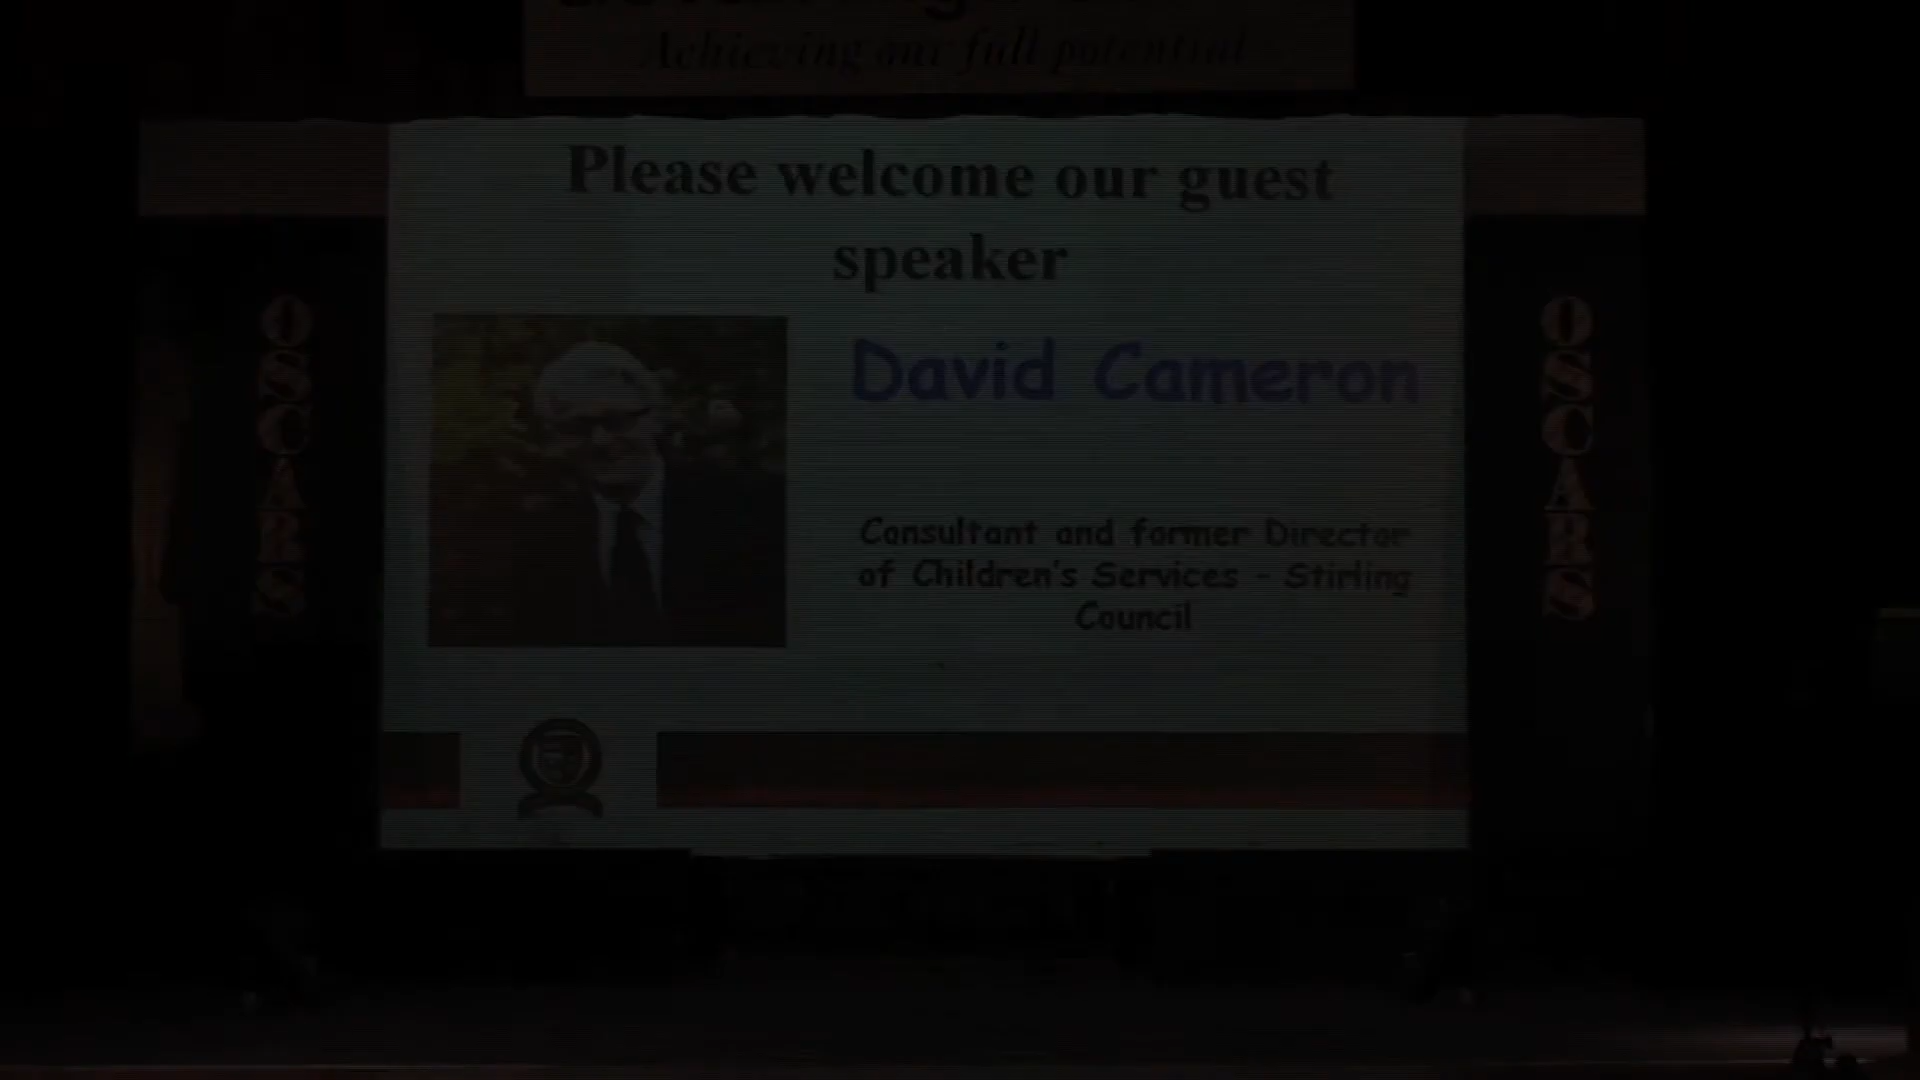 Achieving our full potential
Please welcome our guest
speaker
David Cameron
Consultant and former Director
of Children's Services - Stirling
Council
OSCARS
OSCARS